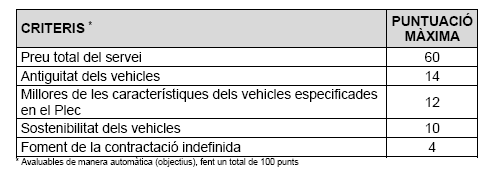 CRITERIS *
PUNTUACIÓ
MÀXIMA
Preu total del servei 60
Antiguitat dels vehicles 14
Millores de les característiques dels vehicles especificades
en el Plec 12
Sostenibilitat dels vehicles 10
Foment de la contractació indefinida 4
* Avaluables de manera automàtica (objectius), fent un total de 100 punts